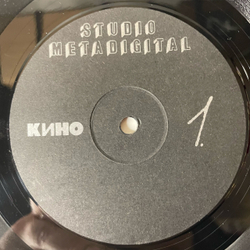 STUDIO
METADIGITAL
КИНО
1.